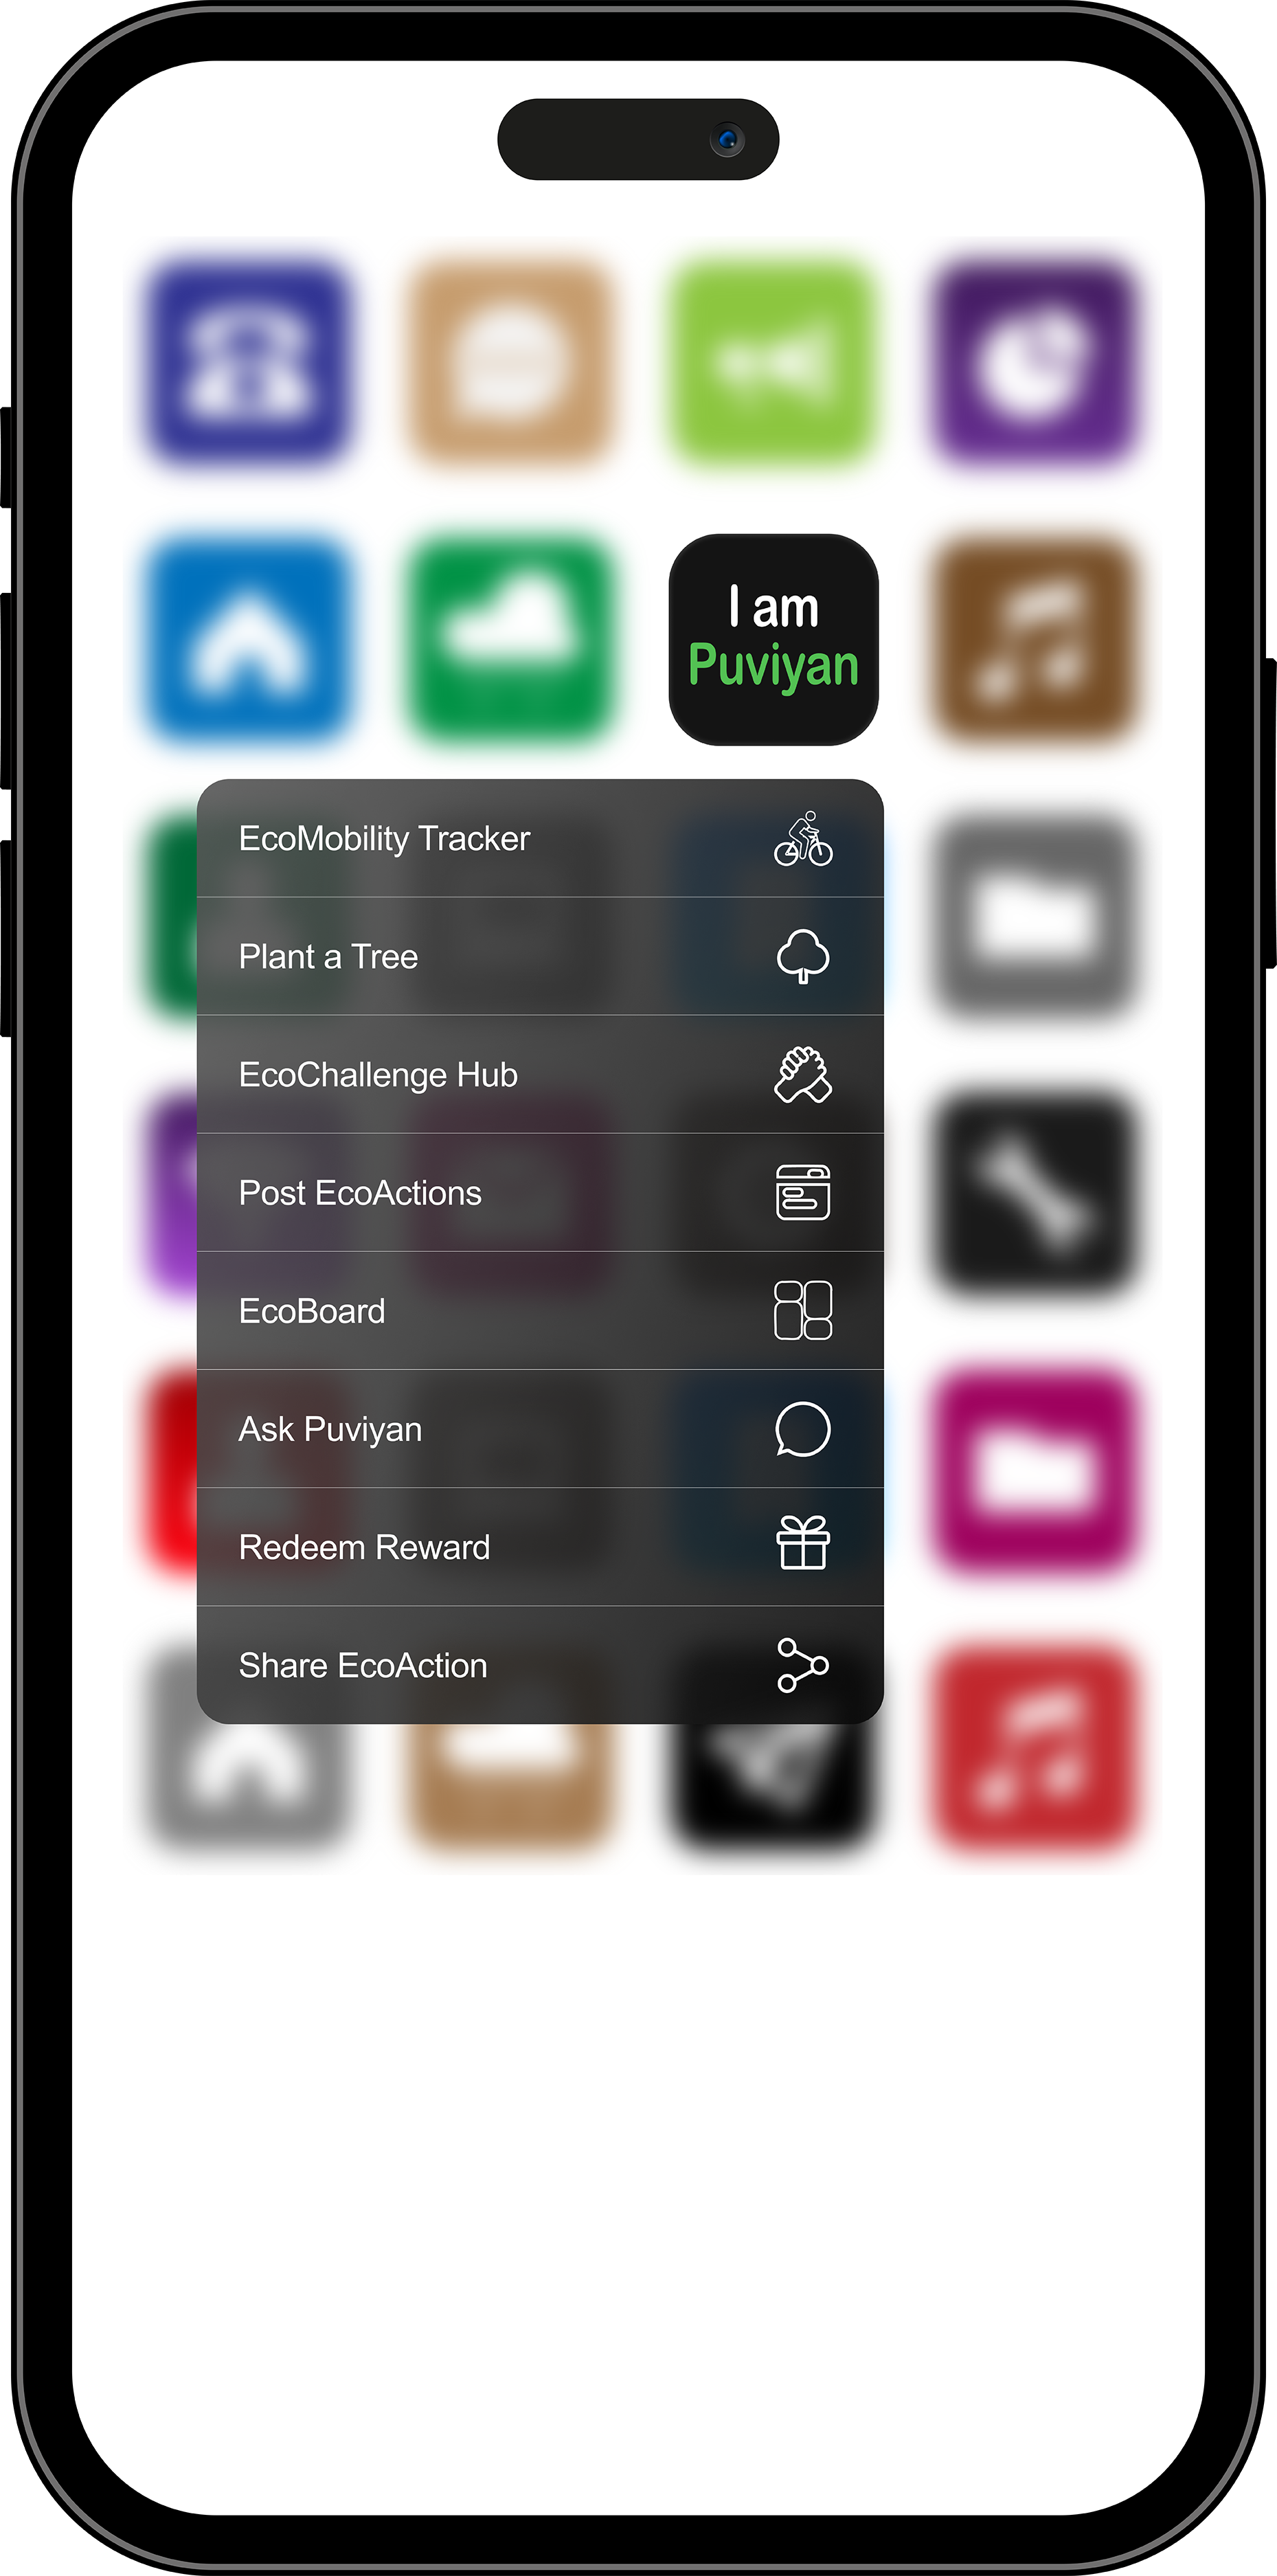 I am
Puviyan
EcoMobility Tracker
Plant a Tree
EcoChallenge Hub
Post EcoActions
EcoBoard
Ask Puviyan
Redeem Reward
Share EcoAction